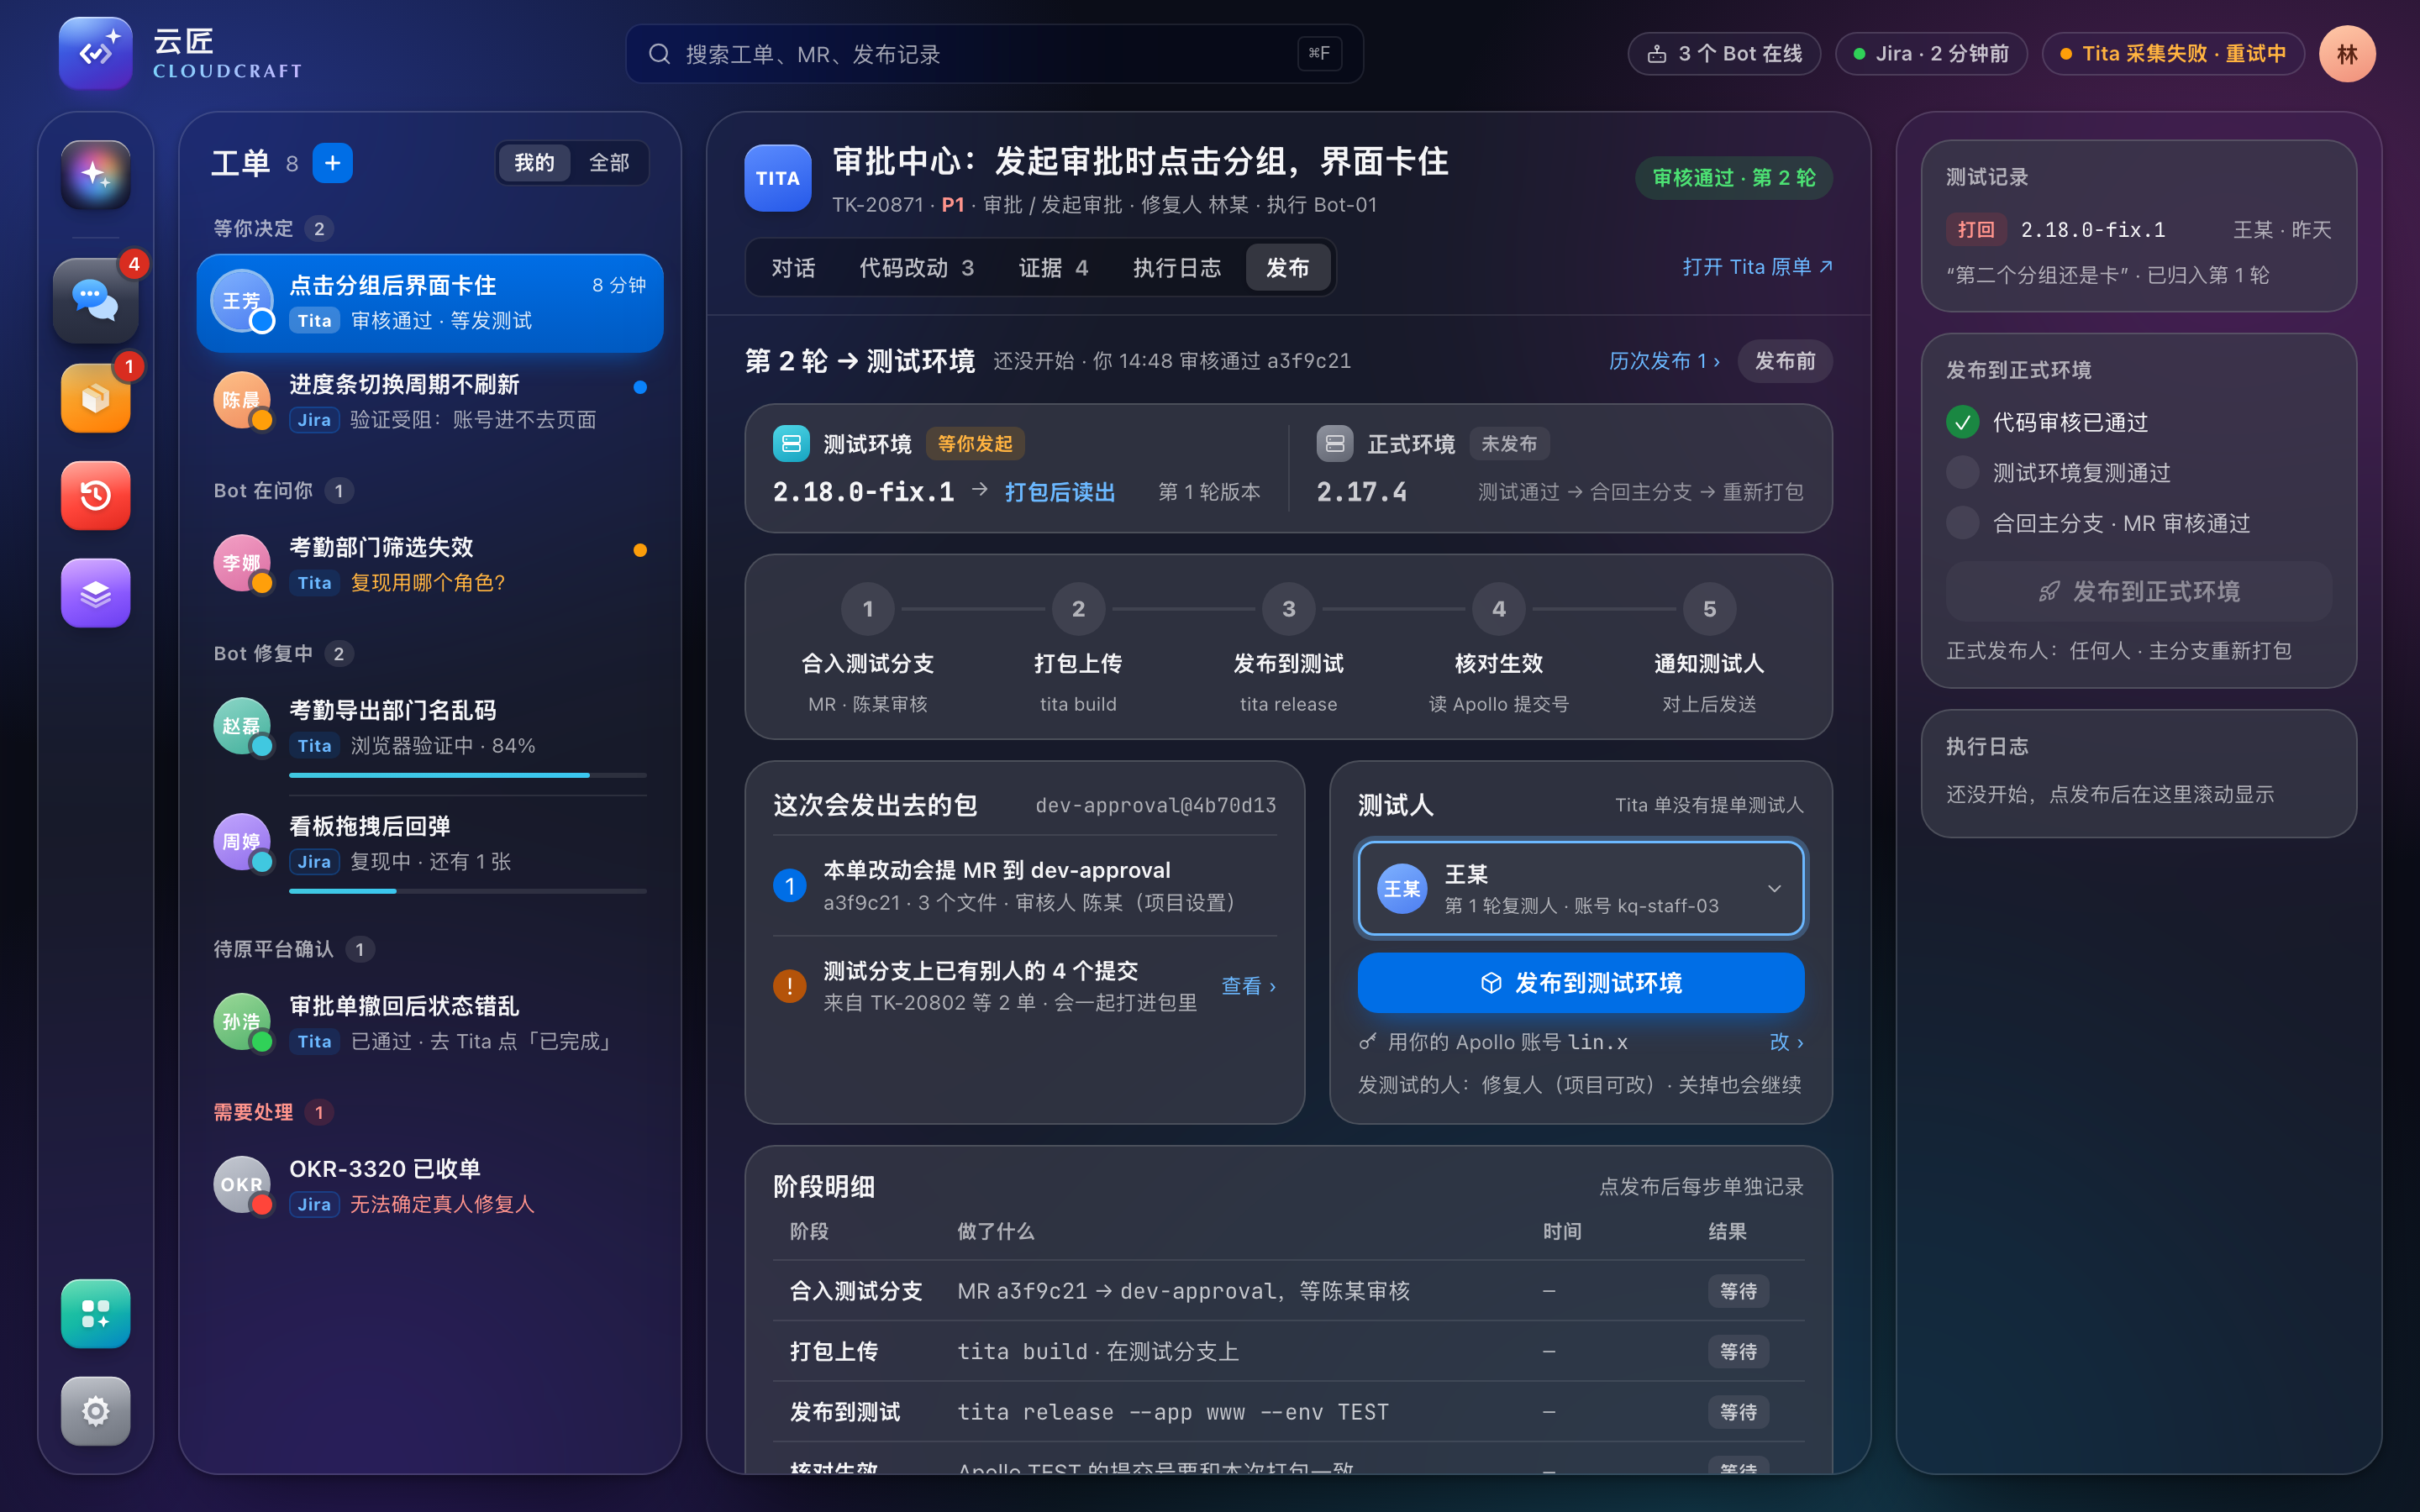 云匠
CLOUDCRAFT
搜索工单、MR、发布记录
⌘F
3 个 Bot 在线
Jira · 2 分钟前
Tita 采集失败 · 重试中
林
4
1
工单 8
+
我的
全部
等你决定 2
王芳
点击分组后界面卡住
8 分钟
Tita 审核通过 · 等发测试
陈晨
进度条切换周期不刷新
Jira 验证受阻：账号进不去页面
Bot 在问你 1
李娜
考勤部门筛选失效
Tita 复现用哪个角色?
Bot 修复中 2
赵磊
考勤导出部门名乱码
Tita 浏览器验证中 · 84%
周婷
看板拖拽后回弹
Jira 复现中 · 还有 1 张
待原平台确认 1
孙浩
审批单撤回后状态错乱
Tita 已通过 · 去 Tita 点「已完成」
需要处理 1
OKR
OKR-3320 已收单
Jira 无法确定真人修复人
TITA
审批中心：发起审批时点击分组，界面卡住
TK-20871 · P1 · 审批 / 发起审批 · 修复人 林某 · 执行 Bot-01
审核通过 · 第 2 轮
对话
代码改动 3
证据 4
执行日志
发布
打开 Tita 原单 ↗
第 2 轮 → 测试环境 还没开始 · 你 14:48 审核通过 a3f9c21
历次发布 1 ›
发布前
测试环境 等你发起
2.18.0-fix.1 → 打包后读出 第 1 轮版本
正式环境 未发布
2.17.4 测试通过 → 合回主分支 → 重新打包
1
合入测试分支
MR · 陈某审核
2
打包上传
tita build
3
发布到测试
tita release
4
核对生效
读 Apollo 提交号
5
通知测试人
对上后发送
这次会发出去的包 dev-approval@4b70d13
1
本单改动会提 MR 到 dev-approval
a3f9c21 · 3 个文件 · 审核人 陈某（项目设置）
!
测试分支上已有别人的 4 个提交
来自 TK-20802 等 2 单 · 会一起打进包里
查看 ›
测试人 Tita 单没有提单测试人
王某
王某
第 1 轮复测人 · 账号 kq-staff-03
发布到测试环境
用你的 Apollo 账号 lin.x 改 ›
发测试的人：修复人（项目可改）· 关掉也会继续
阶段明细 点发布后每步单独记录
阶段 做了什么 时间 结果
合入测试分支 MR a3f9c21 → dev-approval，等陈某审核 – 等待
打包上传 tita build · 在测试分支上 – 等待
发布到测试 tita release --app www --env TEST – 等待
核对生效 Apollo TEST 的提交号要和本次打包一致 – 等待
测试记录
打回 2.18.0-fix.1 王某 · 昨天
“第二个分组还是卡” · 已归入第 1 轮
发布到正式环境
代码审核已通过
测试环境复测通过
合回主分支 · MR 审核通过
发布到正式环境
正式发布人：任何人 · 主分支重新打包
执行日志
还没开始，点发布后在这里滚动显示